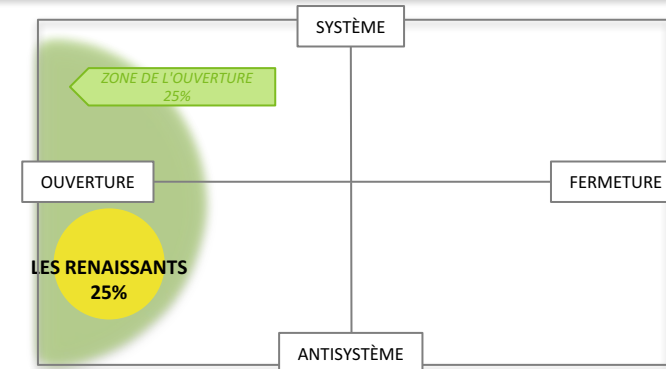 SYSTÈME
ZONE DE L'OUVERTURE
25%
OUVERTURE
FERMETURE
LES RENAISSANTS
25%
ANTISYSTÈME